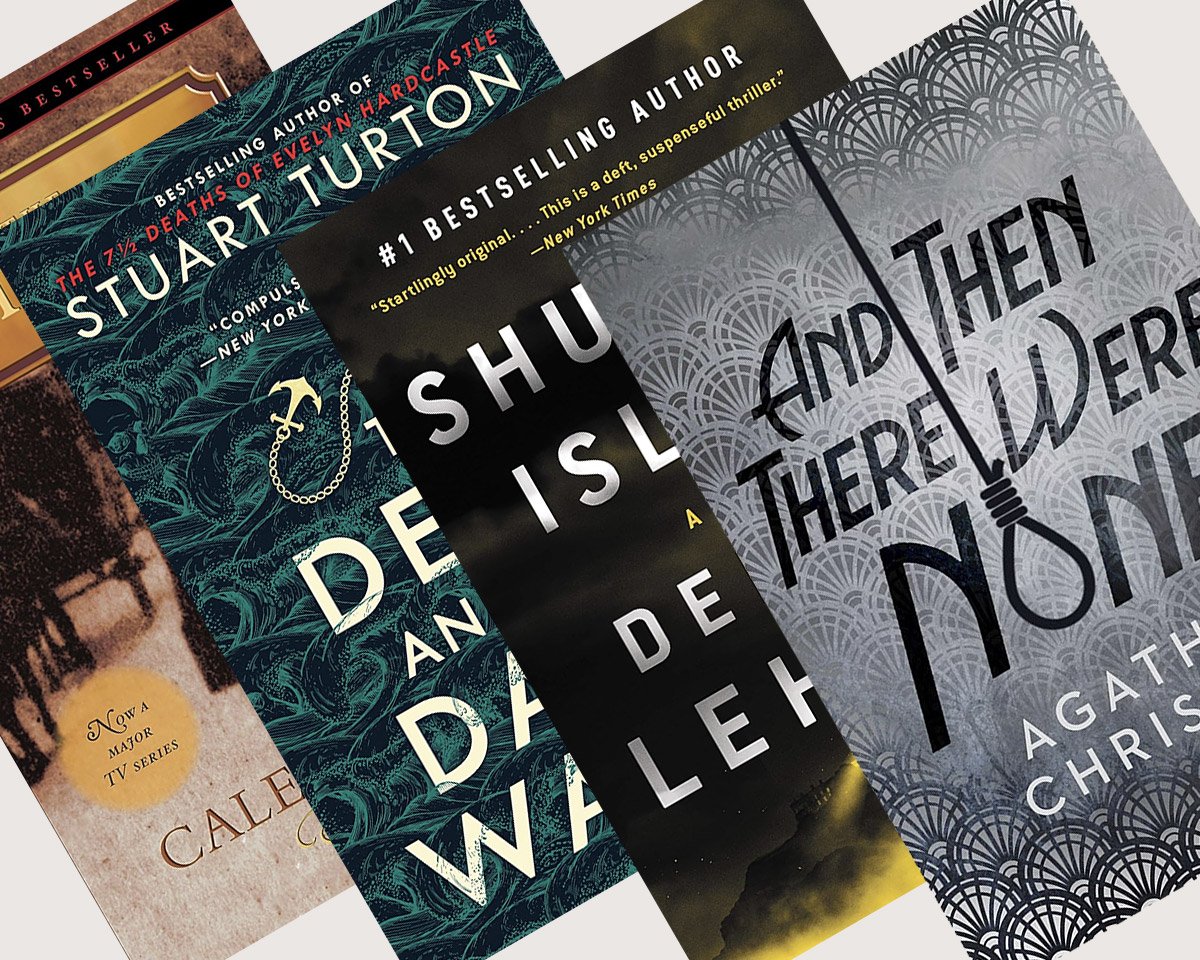 S BESTSELLER
NOW A
MAJOR
TV SERIES
CALE
BESTSELLING AUTHOR OF
THE 7½ DEATHS OF EVELYN HARDCASTLE
STUART TURTON
"COMPULS
—NEW YORK
T
DE
AN
DA
WA
#1 BESTSELLING AUTHOR
"Startlingly original. . . . This is a deft, suspenseful thriller."
—New York Times
SHU
ISL
A
DE
LEH
AND THEN
THERE WERE
NONE
AGATH
CHRIS